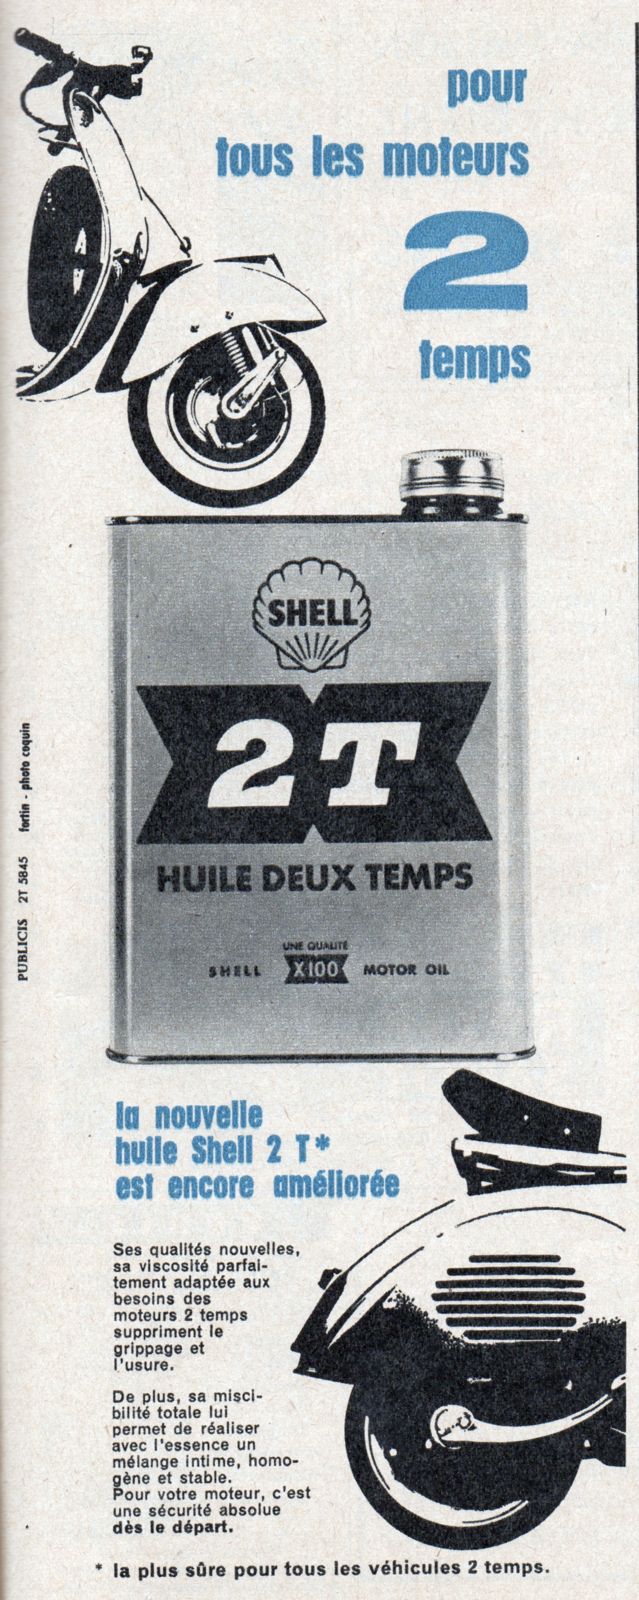 pour
tous les moteurs
2
temps
SHELL
2T
HUILE DEUX TEMPS
UNE QUALITÉ
SHELL X100 MOTOR OIL
PUBLICIS 2T 5845 fortin - photo coquin
la nouvelle
huile Shell 2 T*
est encore améliorée
Ses qualités nouvelles,
sa viscosité parfai-
tement adaptée aux
besoins des
moteurs 2 temps
suppriment le
grippage et
l'usure.
De plus, sa misci-
bilité totale lui
permet de réaliser
avec l'essence un
mélange intime, homo-
gène et stable.
Pour votre moteur, c'est
une sécurité absolue
dès le départ.
* la plus sûre pour tous les véhicules 2 temps.